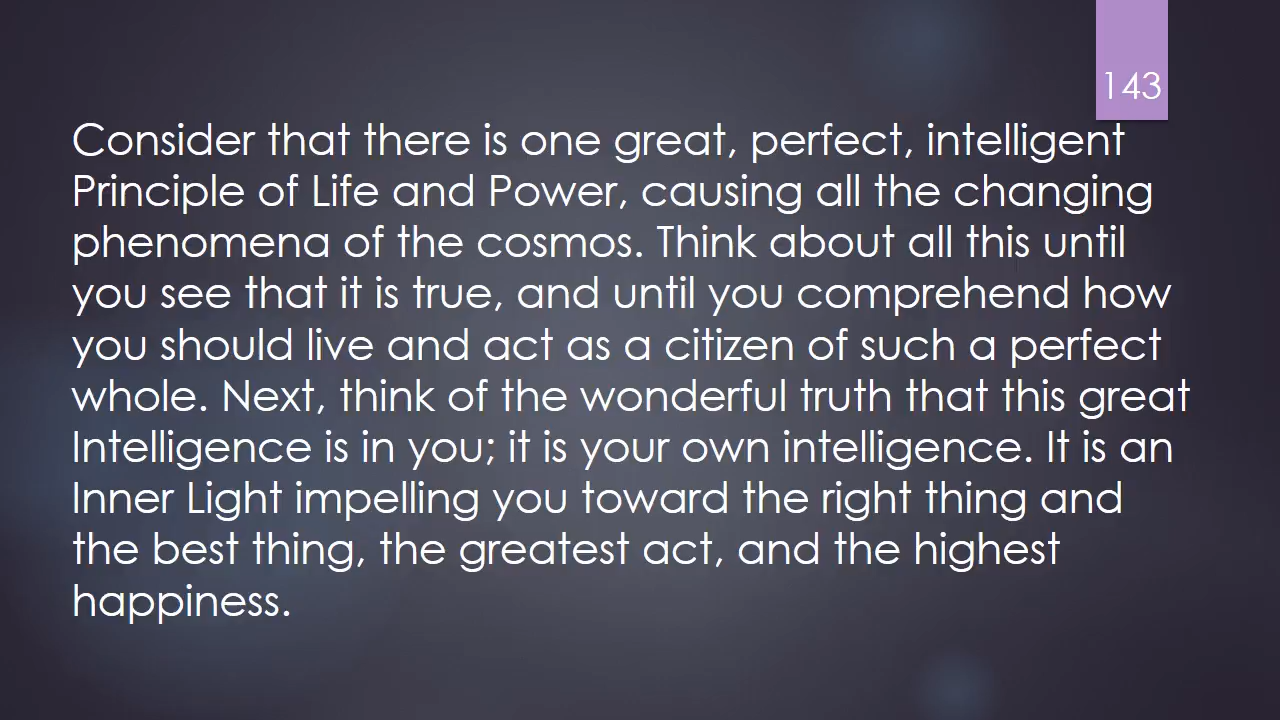 143
Consider that there is one great, perfect, intelligent
Principle of Life and Power, causing all the changing
phenomena of the cosmos. Think about all this until
you see that it is true, and until you comprehend how
you should live and act as a citizen of such a perfect
whole. Next, think of the wonderful truth that this great
Intelligence is in you; it is your own intelligence. It is an
Inner Light impelling you toward the right thing and
the best thing, the greatest act, and the highest
happiness.